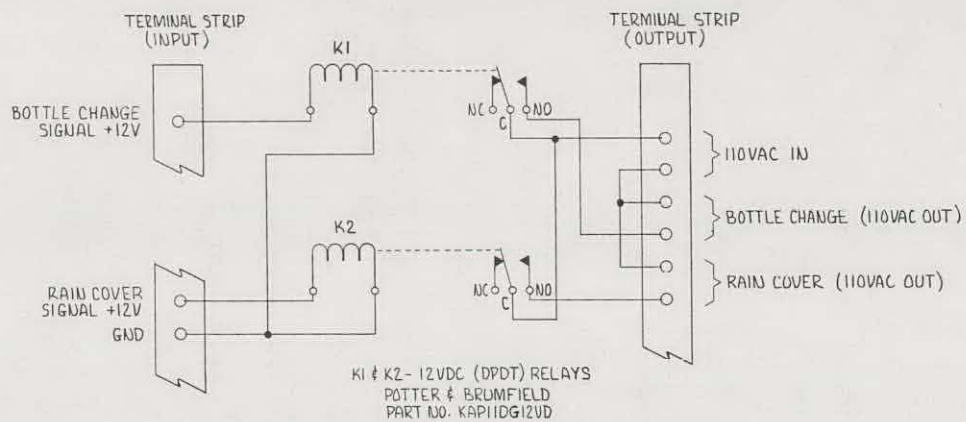 TERMINAL STRIP
(INPUT)
TERMINAL STRIP
(OUTPUT)
K1
BOTTLE CHANGE
SIGNAL +12V
NC
C
NO
110VAC IN
BOTTLE CHANGE (110VAC OUT)
K2
RAIN COVER
SIGNAL +12V
GND
NC
C
NO
RAIN COVER (110VAC OUT)
K1 & K2- 12VDC (DPDT) RELAYS
POTTER & BRUMFIELD
PART NO. KAP11DG12VD